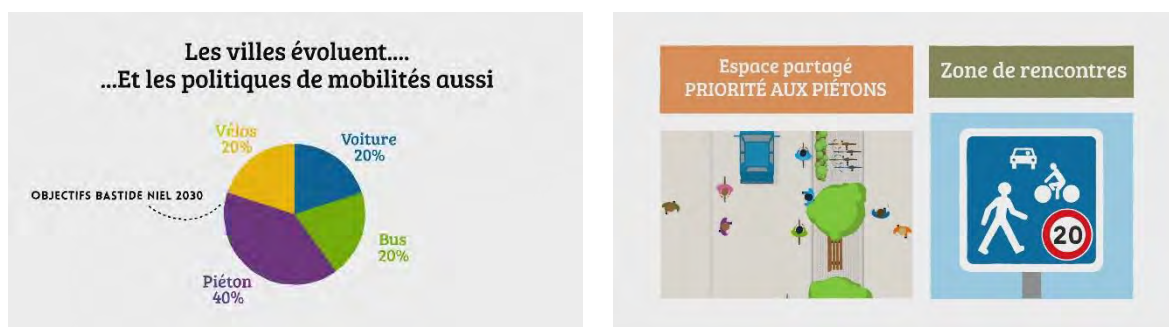 Les villes évoluent....
...Et les politiques de mobilités aussi
Vélos
20%
Voiture
20%
OBJECTIFS BASTIDE NIEL 2030
Bus
20%
Piéton
40%
Espace partagé
PRIORITÉ AUX PIÉTONS
Zone de rencontres
20